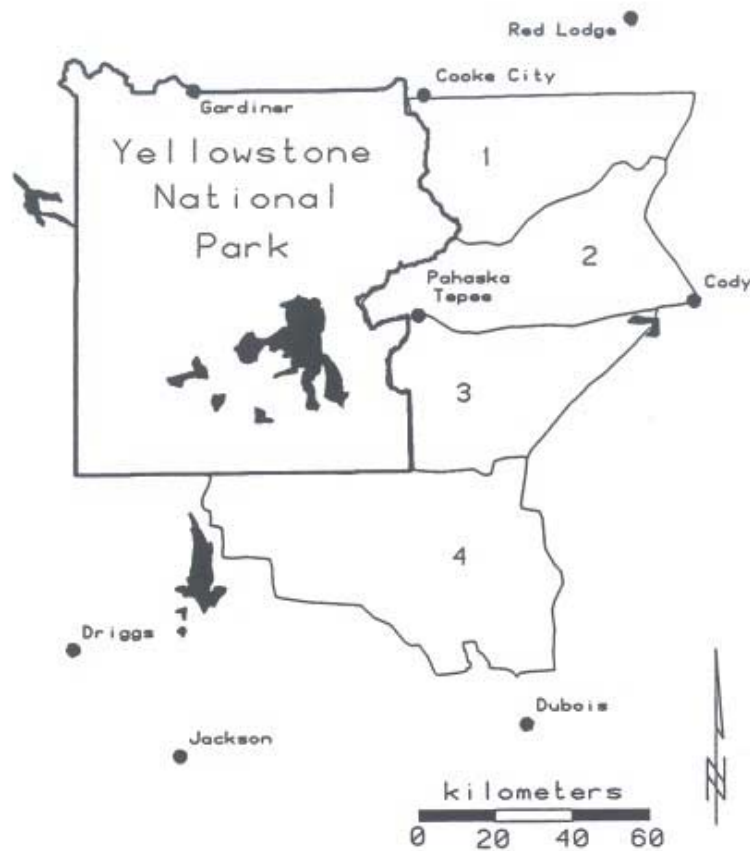 Red Lodge
Cooke City
Gardiner
Yellowstone
National
Park
1
2
Pahaska
Tepee
Cody
3
4
Driggs
Dubois
Jackson
kilometers
0 20 40 60
N